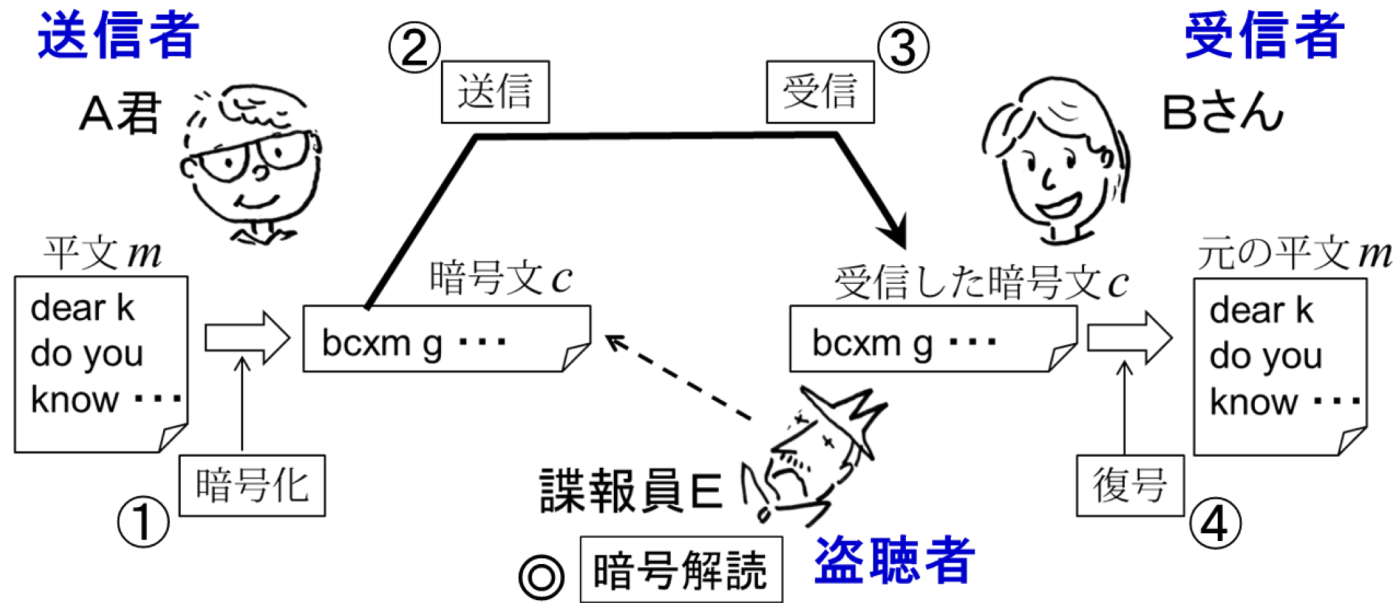 送信者
② 送信
③ 受信
受信者
A君
Bさん
平文 m
dear k
do you
know ・・・
暗号文 c
bcxm g ・・・
受信した暗号文 c
bcxm g ・・・
元の平文 m
dear k
do you
know ・・・
① 暗号化
諜報員E
盗聴者
◎ 暗号解読
復号 ④